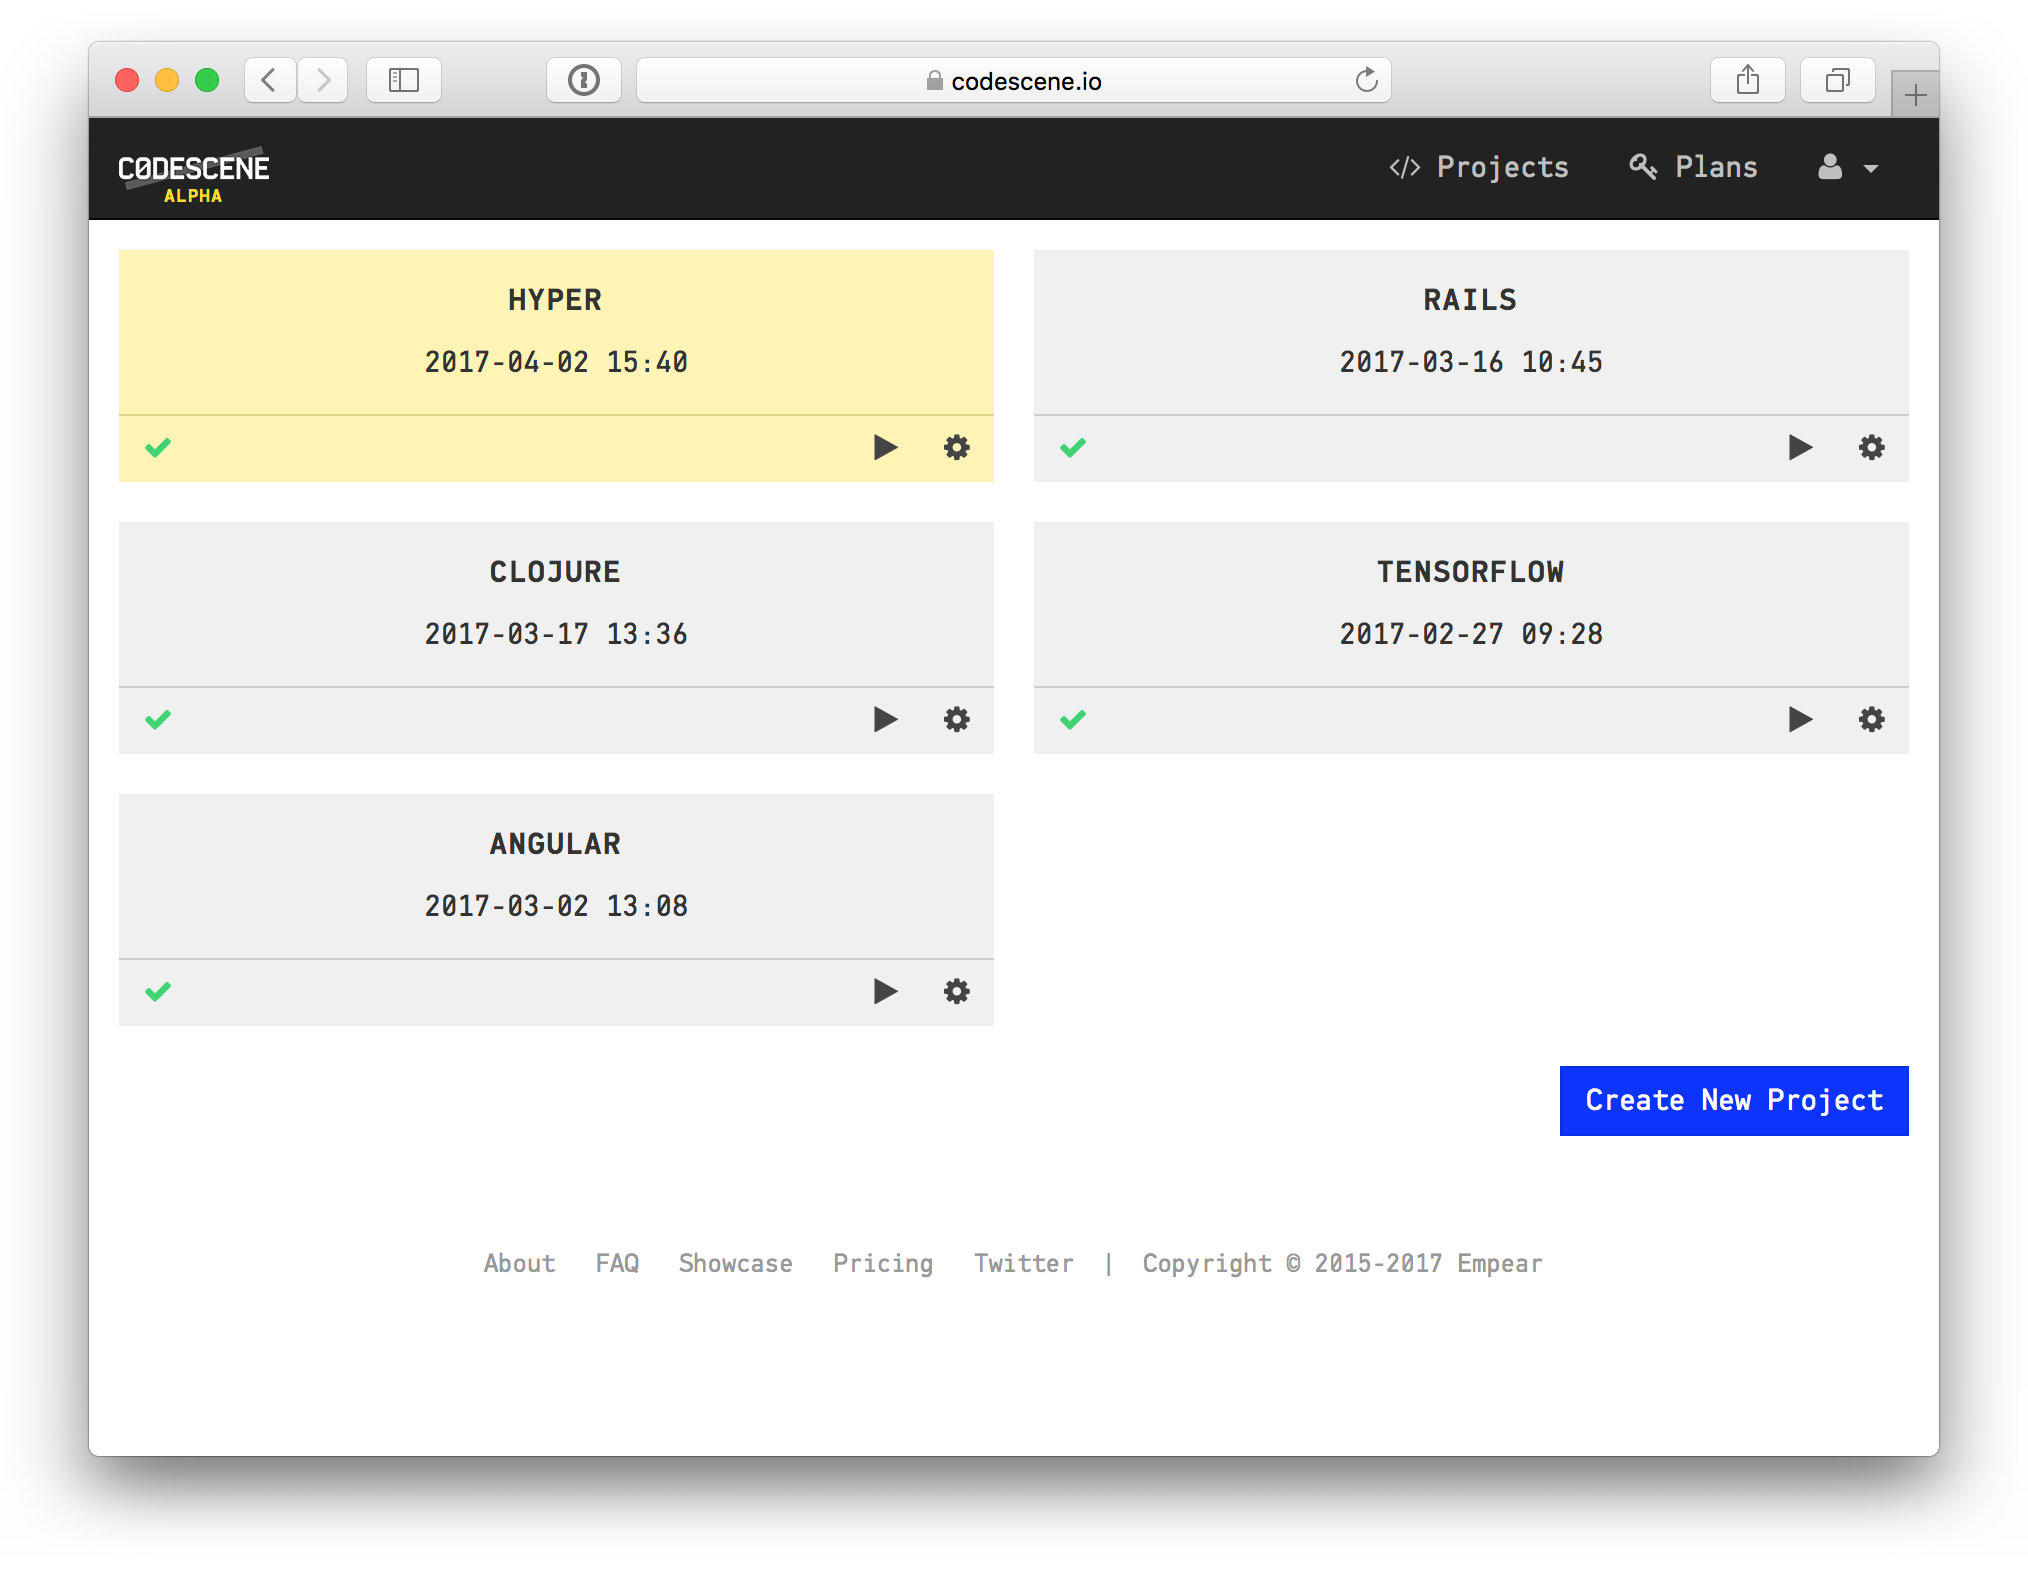 codescene.io
CODESCENE
ALPHA
Projects
Plans
HYPER
2017-04-02 15:40
RAILS
2017-03-16 10:45
CLOJURE
2017-03-17 13:36
TENSORFLOW
2017-02-27 09:28
ANGULAR
2017-03-02 13:08
Create New Project
About FAQ Showcase Pricing Twitter | Copyright © 2015-2017 Empear